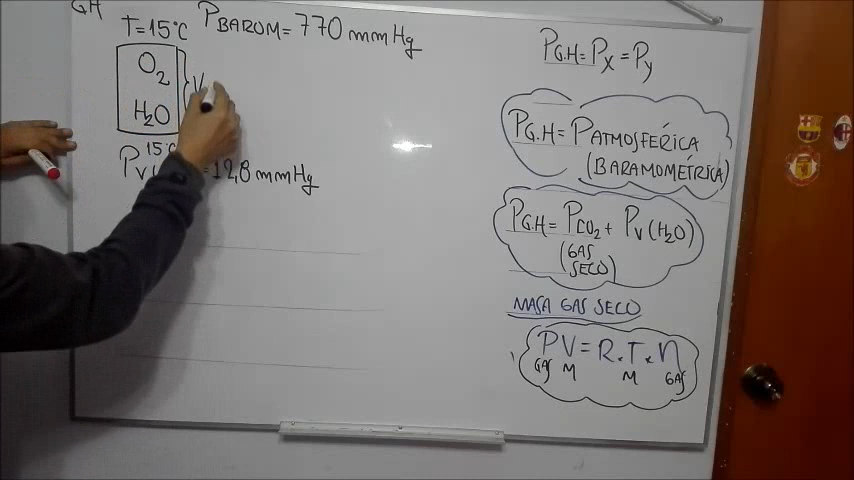 GH
T=15°C PBAROM=770 mmHg
O2
H2O
V
15°C
Pv( =12,8 mmHg
PG.H=Px=Py
PG.H=PATMOSFÉRICA
(BARAMOMÉTRICA)
PG.H=PCO2+Pv(H2O)
(GAS
SECO)
MASA GAS SECO
PV=R.T.n
GAS M M GAS